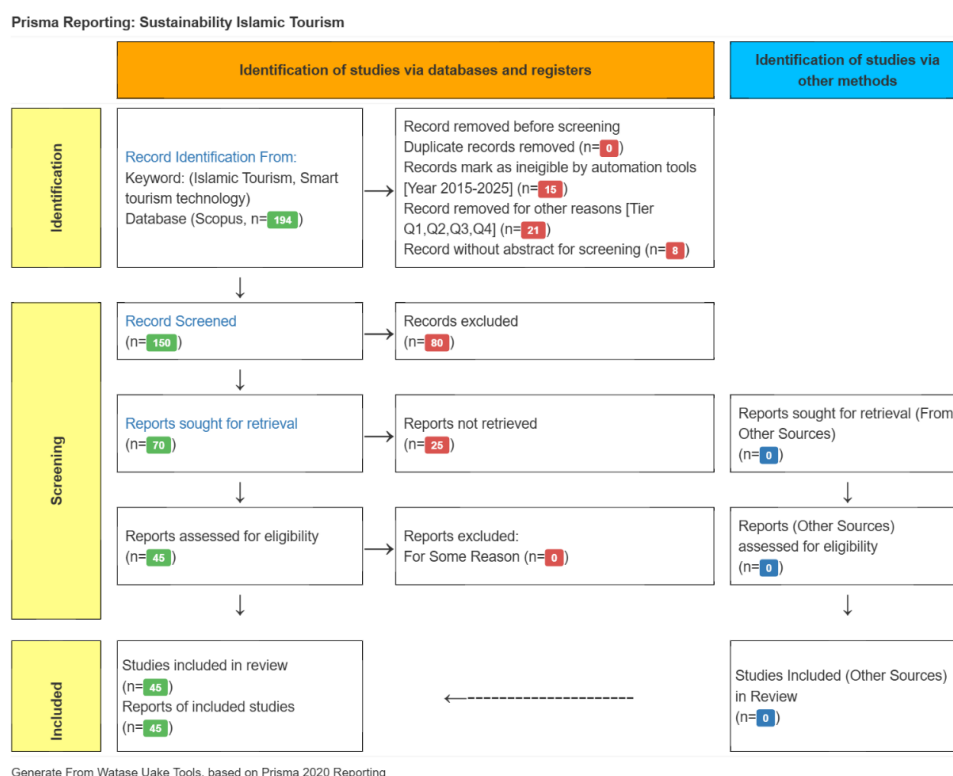 Prisma Reporting: Sustainability Islamic Tourism
Identification of studies via databases and registers
Identification of studies via
other methods
Identification
Record Identification From:
Keyword: (Islamic Tourism, Smart
tourism technology)
Database (Scopus, n= 194 )
Record removed before screening
Duplicate records removed (n= 0 )
Records mark as ineigible by automation tools
[Year 2015-2025] (n= 15 )
Record removed for other reasons [Tier
Q1,Q2,Q3,Q4] (n= 21 )
Record without abstract for screening (n= 8 )
Screening
Record Screened
(n= 150 )
Records excluded
(n= 80 )
Reports sought for retrieval
(n= 70 )
Reports not retrieved
(n= 25 )
Reports sought for retrieval (From
Other Sources)
(n= 0 )
Reports assessed for eligibility
(n= 45 )
Reports excluded:
For Some Reason (n= 0 )
Reports (Other Sources)
assessed for eligibility
(n= 0 )
Included
Studies included in review
(n= 45 )
Reports of included studies
(n= 45 )
Studies Included (Other Sources)
in Review
(n= 0 )
Generate From Watase Uake Tools, based on Prisma 2020 Reporting